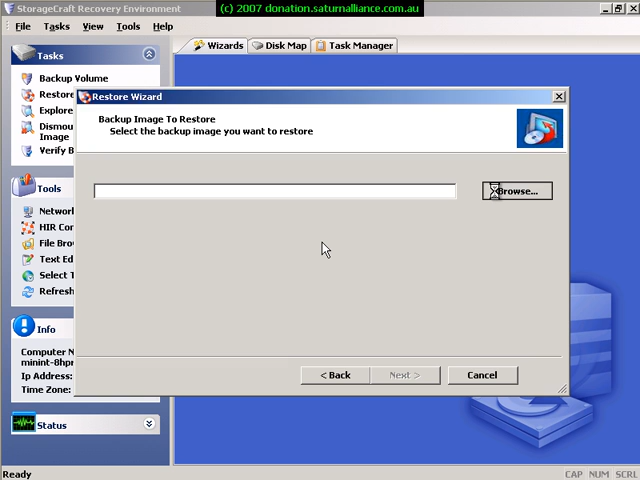 StorageCraft Recovery Environment
(c) 2007 donation.saturnalliance.com.au
File Tasks View Tools Help
Tasks
Backup Volume
Restore
Explore
Dismou
Image
Verify B
Tools
Network
HIR Con
File Bro
Text Ed
Select T
Refresh
Info
Computer N
minint-8hpr
Ip Address:
Time Zone:
Status
Wizards Disk Map Task Manager
Restore Wizard
Backup Image To Restore
Select the backup image you want to restore
Browse...
< Back Next > Cancel
Ready
CAP NUM SCRL